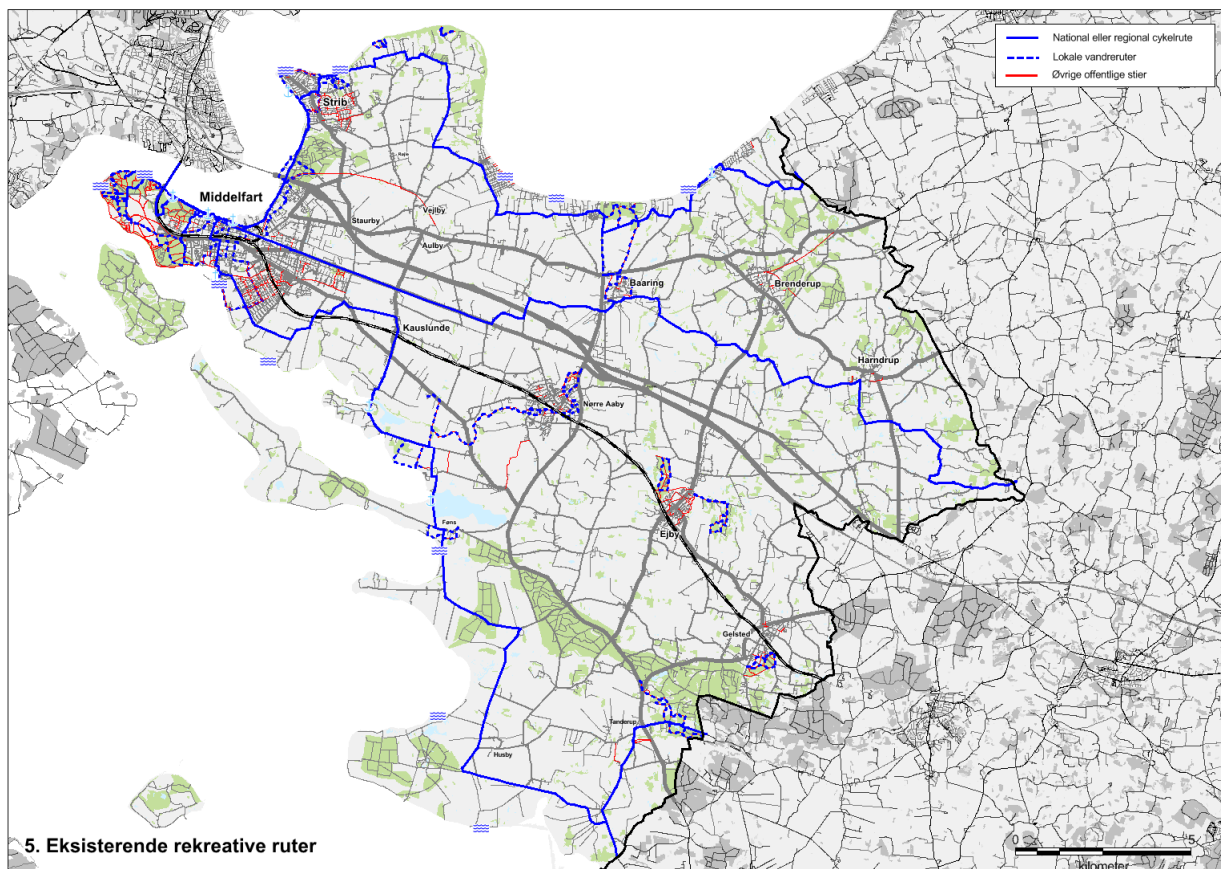 National eller regional cykelrute
Lokale vandreruter
Øvrige offentlige stier
Strib
Middelfart
Staurby
Vejlby
Aulby
Baaring
Brenderup
Kauslunde
Harndrup
Nørre Aaby
Føns
Ejby
Gelsted
Tanderup
Husby
5. Eksisterende rekreative ruter
0
5
kilometer